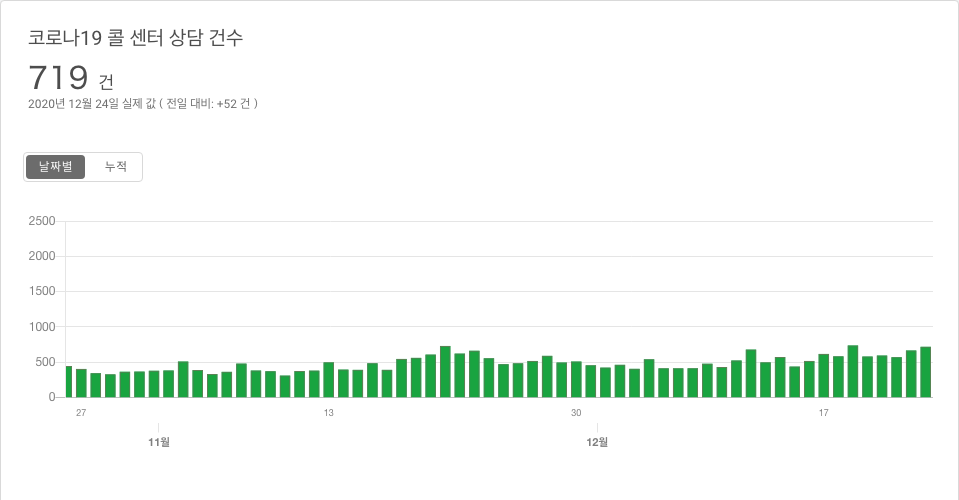 코로나19 콜 센터 상담 건수
719 건
2020년 12월 24일 실제 값 ( 전일 대비: +52 건 )
날짜별 누적
2500
2000
1500
1000
500
0
27 13 30 17
11월 12월